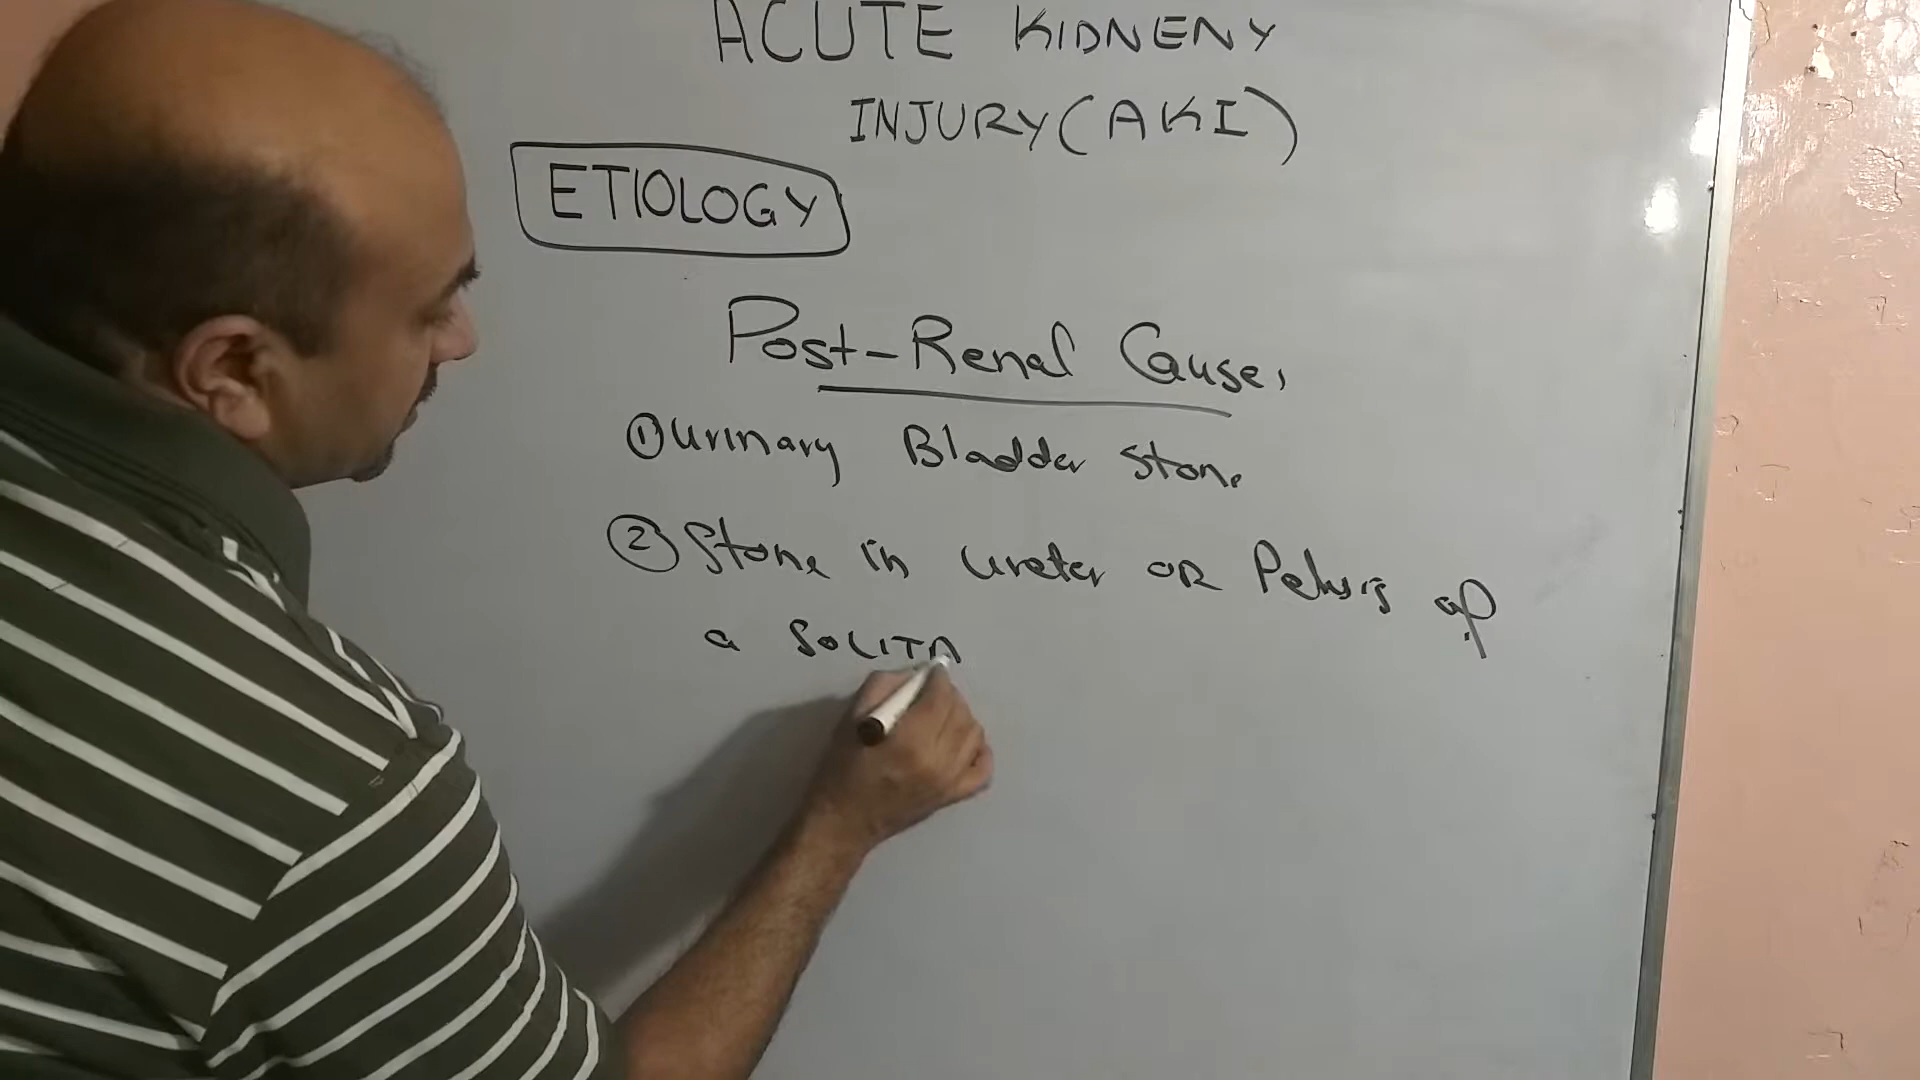 ACUTE KIDNENY
INJURY (AKI)
ETIOLOGY
Post-Renal Causes
① Urinary Bladder Stone
② Stone in Ureter OR Pelvis of
a SOLITA